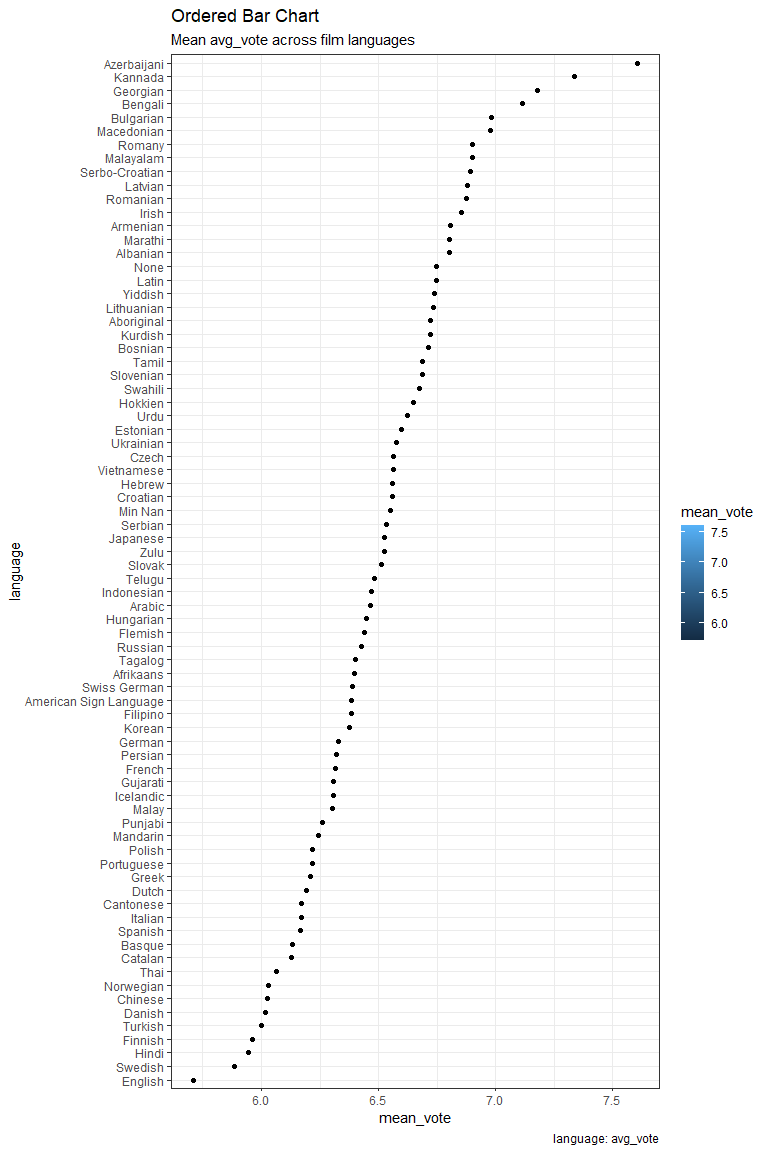 Ordered Bar Chart
Mean avg_vote across film languages
Azerbaijani
Kannada
Georgian
Bengali
Bulgarian
Macedonian
Romany
Malayalam
Serbo-Croatian
Latvian
Romanian
Irish
Armenian
Marathi
Albanian
None
Latin
Yiddish
Lithuanian
Aboriginal
Kurdish
Bosnian
Tamil
Slovenian
Swahili
Hokkien
Urdu
Estonian
Ukrainian
Czech
Vietnamese
Hebrew
Croatian
Min Nan
Serbian
Japanese
Zulu
Slovak
Telugu
Indonesian
Arabic
Hungarian
Flemish
Russian
Tagalog
Afrikaans
Swiss German
American Sign Language
Filipino
Korean
German
Persian
French
Gujarati
Icelandic
Malay
Punjabi
Mandarin
Polish
Portuguese
Greek
Dutch
Cantonese
Italian
Spanish
Basque
Catalan
Thai
Norwegian
Chinese
Danish
Turkish
Finnish
Hindi
Swedish
English
language
6.0 6.5 7.0 7.5
mean_vote
language: avg_vote
mean_vote
7.5
7.0
6.5
6.0